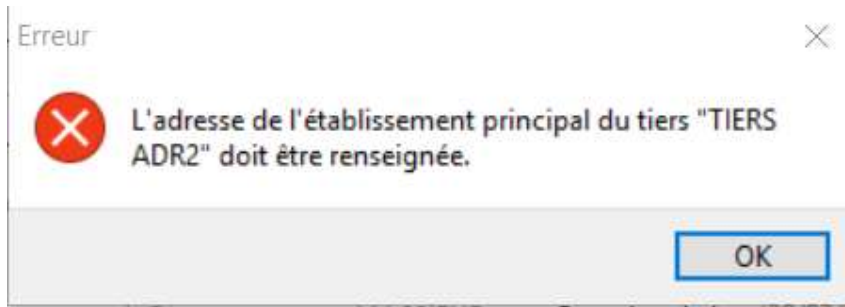 Erreur
L'adresse de l'établissement principal du tiers "TIERS
ADR2" doit être renseignée.
OK